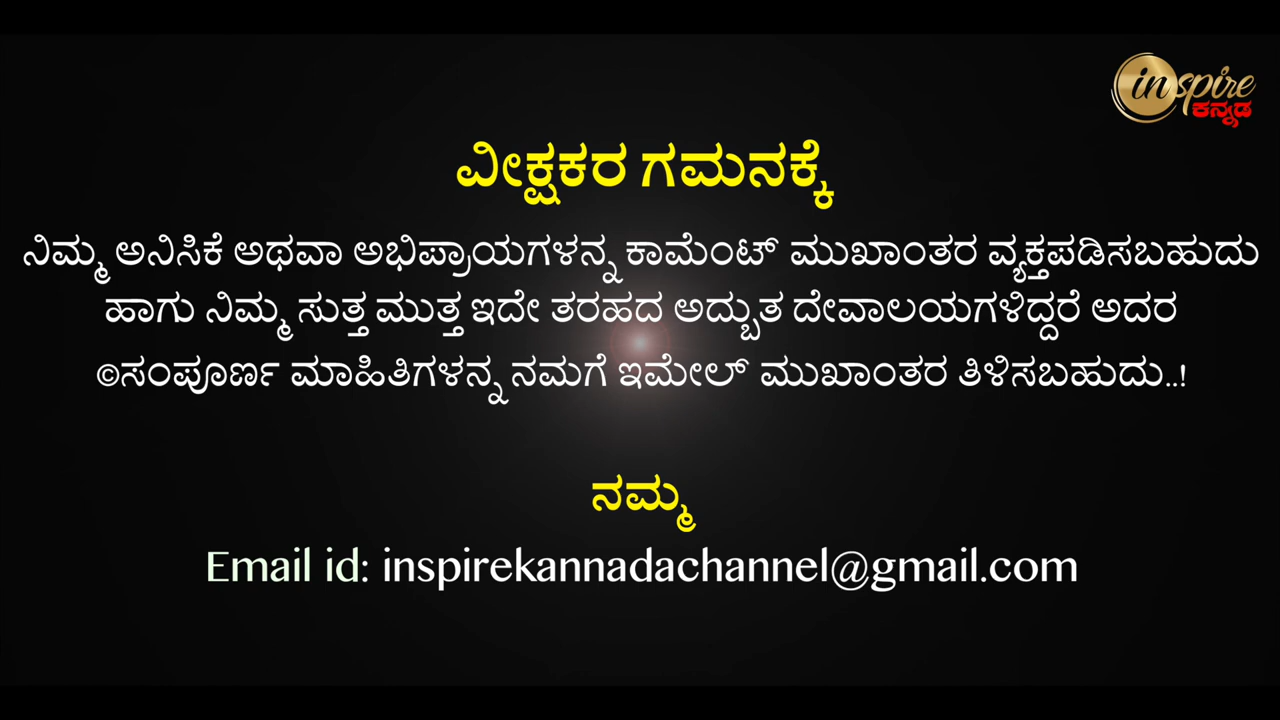 inspire
ಕನ್ನಡ
ವೀಕ್ಷಕರ ಗಮನಕ್ಕೆ
ನಿಮ್ಮ ಅನಿಸಿಕೆ ಅಥವಾ ಅಭಿಪ್ರಾಯಗಳನ್ನ ಕಾಮೆಂಟ್ ಮುಖಾಂತರ ವ್ಯಕ್ತಪಡಿಸಬಹುದು
ಹಾಗು ನಿಮ್ಮ ಸುತ್ತ ಮುತ್ತ ಇದೇ ತರಹದ ಅದ್ಬುತ ದೇವಾಲಯಗಳಿದ್ದರೆ ಅದರ
©ಸಂಪೂರ್ಣ ಮಾಹಿತಿಗಳನ್ನ ನಮಗೆ ಇಮೇಲ್ ಮುಖಾಂತರ ತಿಳಿಸಬಹುದು..!
ನಮ್ಮ
Email id: inspirekannadachannel@gmail.com